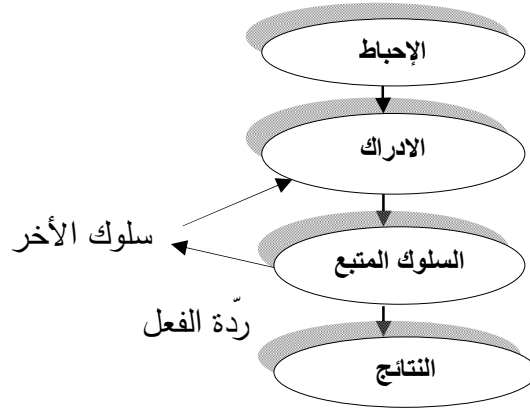 الإحباط
الادراك
سلوك الأخر
السلوك المتبع
ردّة الفعل
النتائج